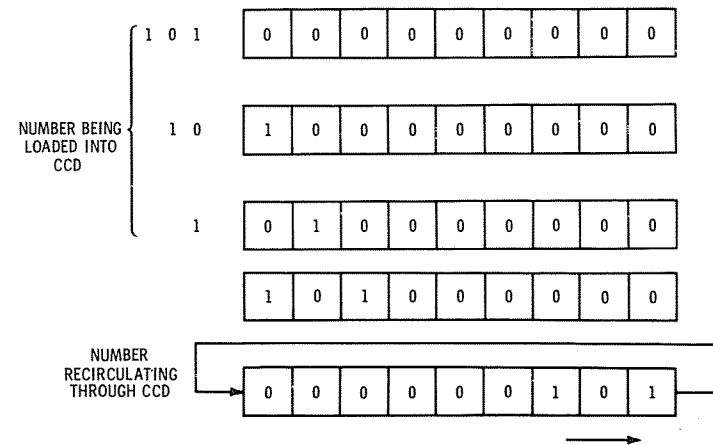 1 0 1 0 0 0 0 0 0 0 0 0
NUMBER BEING
LOADED INTO
CCD
1 0 1 0 0 0 0 0 0 0 0
1 0 1 0 0 0 0 0 0 0
1 0 1 0 0 0 0 0 0
NUMBER
RECIRCULATING
THROUGH CCD
0 0 0 0 0 0 1 0 1